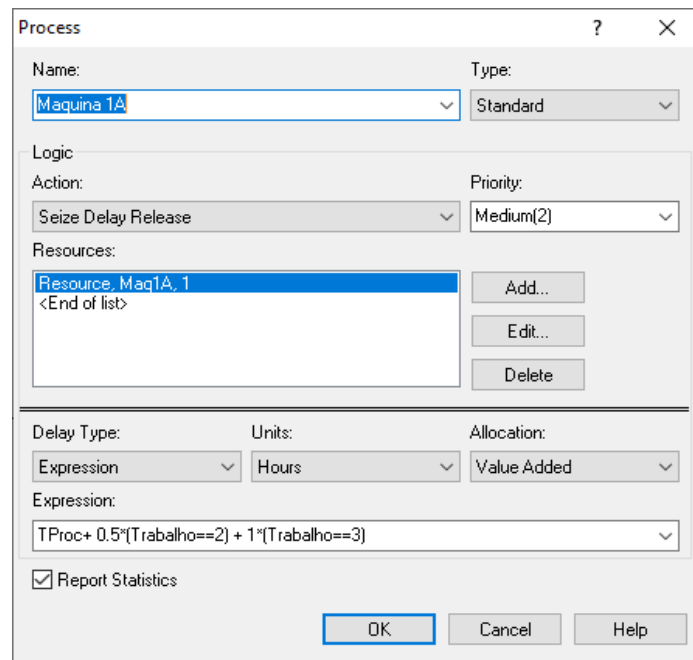 Process ? ×
Name: Type:
Maquina 1A Standard
Logic
Action: Priority:
Seize Delay Release Medium(2)
Resources:
Resource, Maq1A, 1
<End of list>
Add...
Edit...
Delete
Delay Type: Units: Allocation:
Expression Hours Value Added
Expression:
TProc+ 0.5*(Trabalho==2) + 1*(Trabalho==3)
Report Statistics
OK Cancel Help